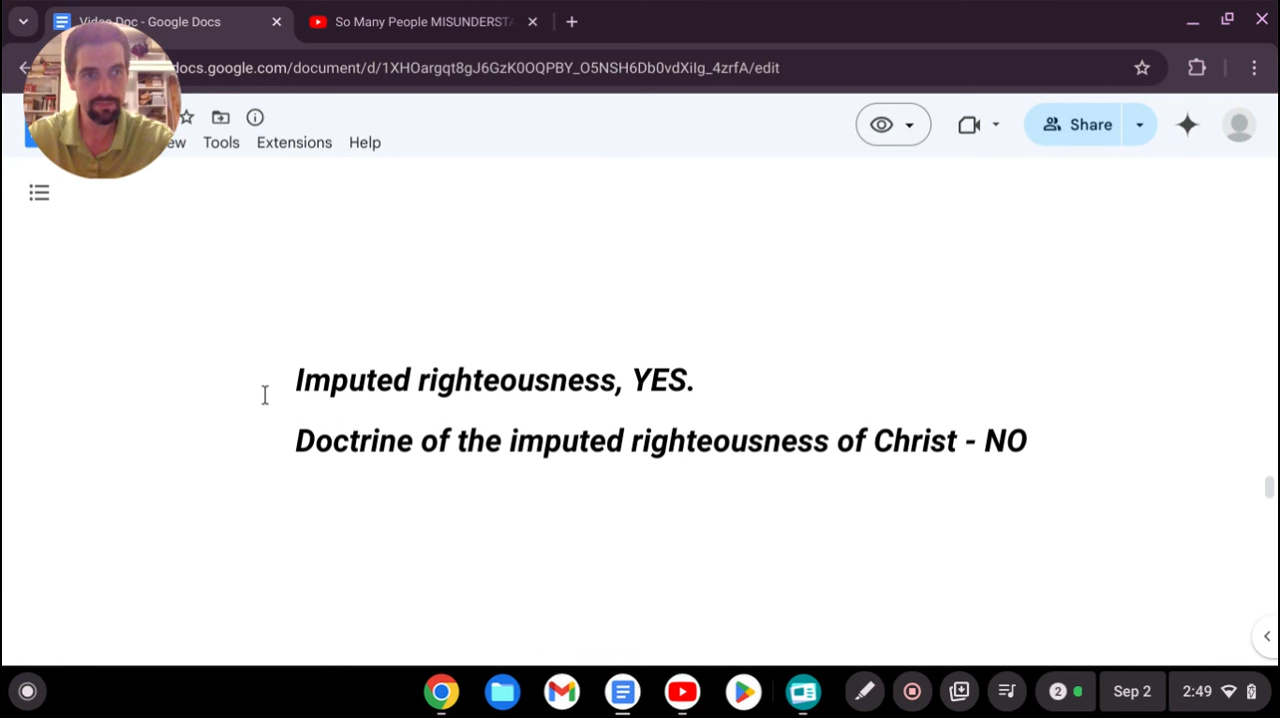 Video Doc - Google Docs
So Many People MISUNDERST
docs.google.com/document/d/1XHOargqt8gJ6GzK0OQPBY_O5NSH6Db0vdXiIg_4zrfA/edit
Share
ew Tools Extensions Help
Imputed righteousness, YES.
Doctrine of the imputed righteousness of Christ - NO
2
Sep 2
2:49